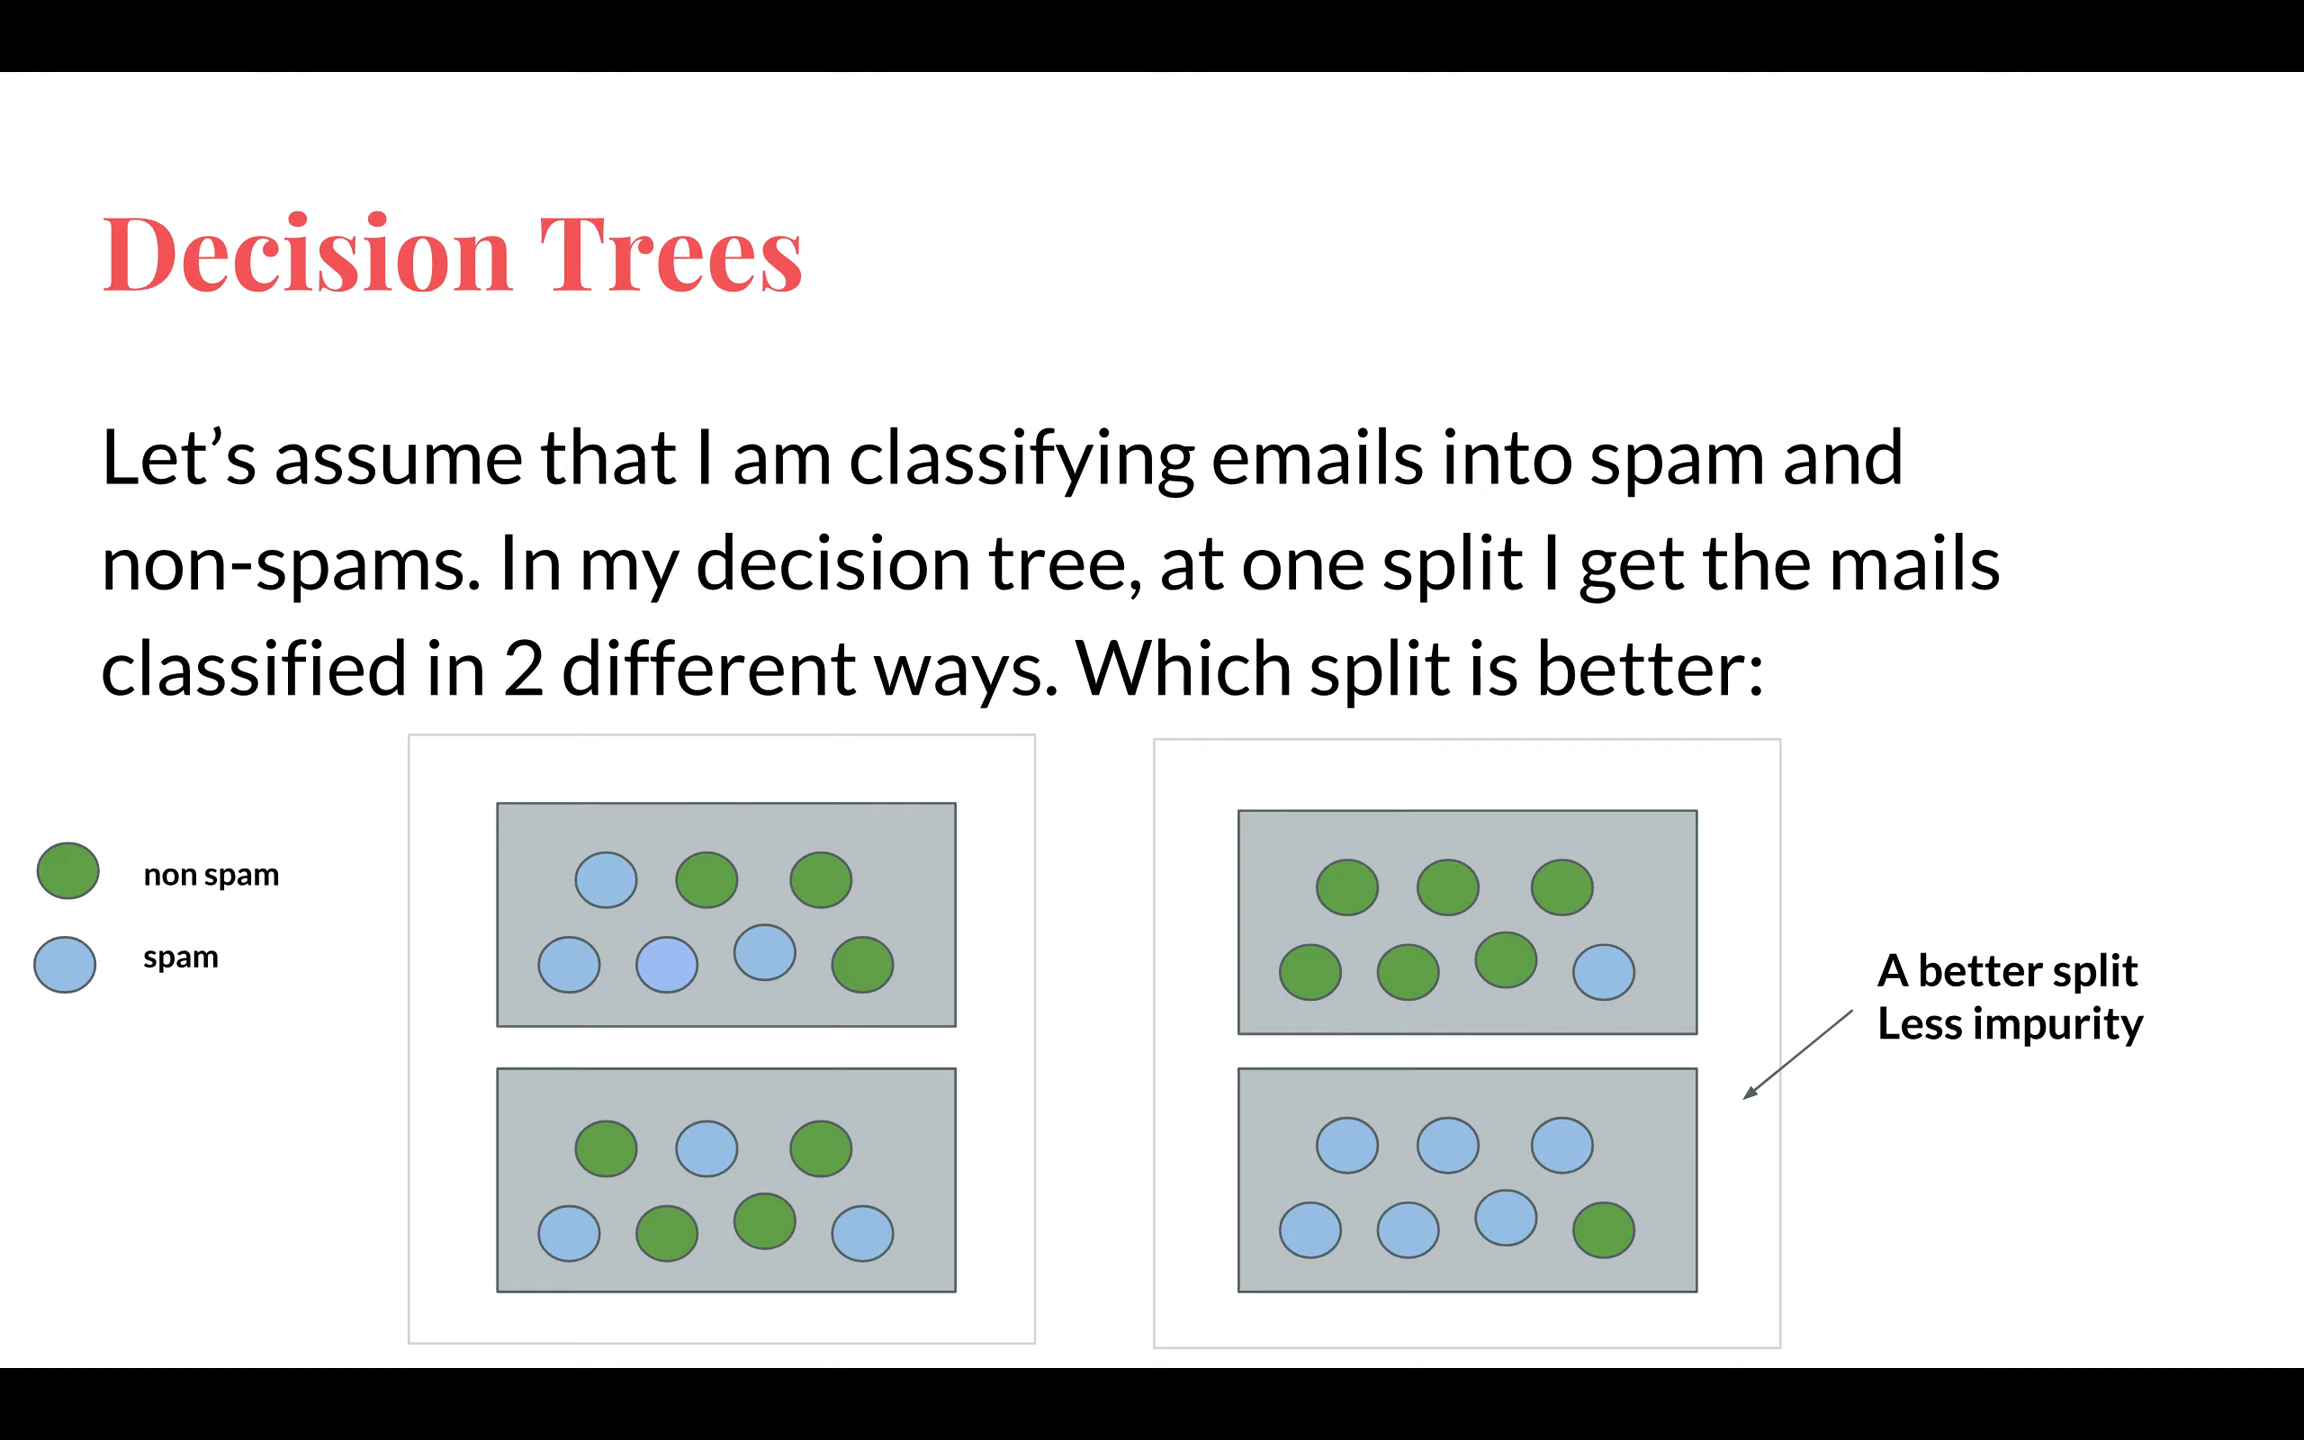 Decision Trees
Let’s assume that I am classifying emails into spam and
non-spams. In my decision tree, at one split I get the mails
classified in 2 different ways. Which split is better:
non spam
spam
A better split
Less impurity